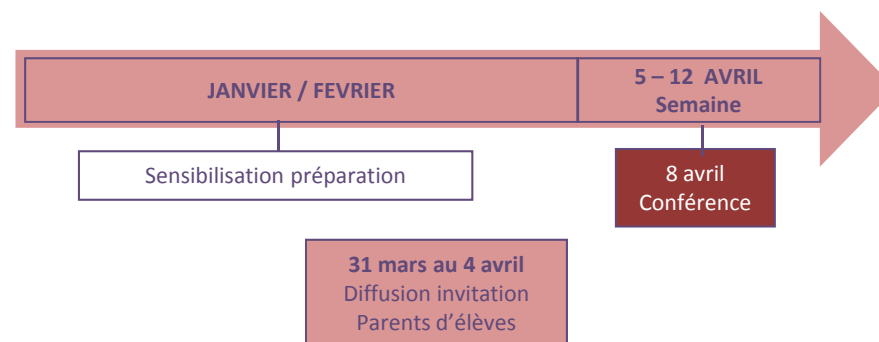 JANVIER / FEVRIER
5 – 12 AVRIL
Semaine
Sensibilisation préparation
8 avril
Conférence
31 mars au 4 avril
Diffusion invitation
Parents d’élèves